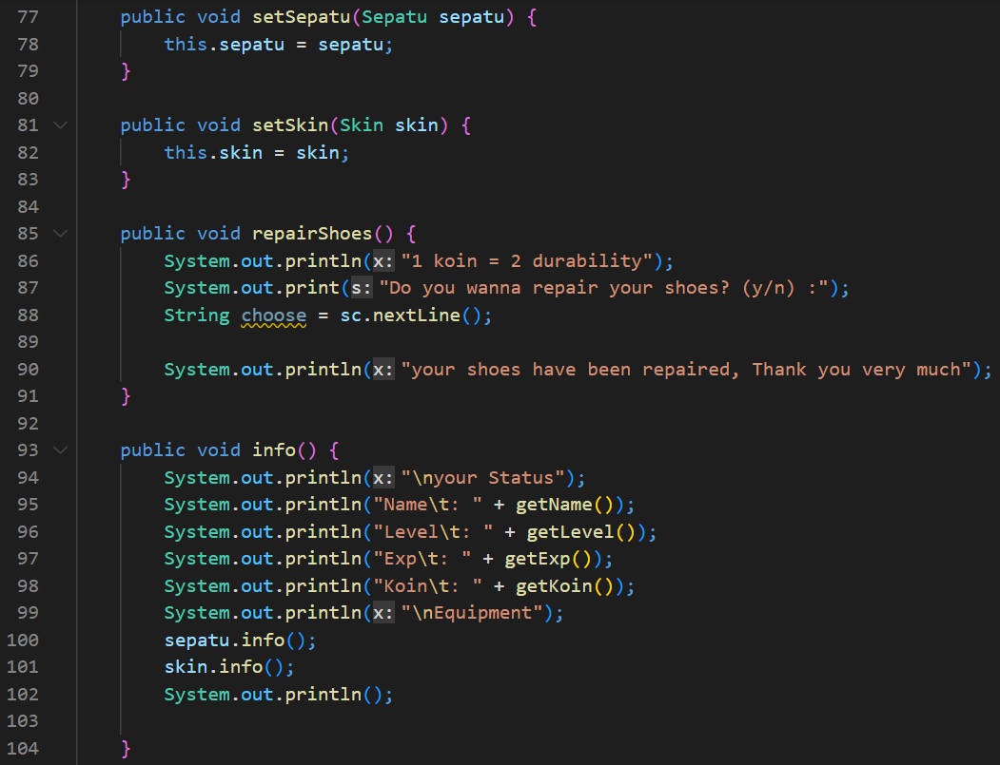 77 public void setSepatu(Sepatu sepatu) {
78 this.sepatu = sepatu;
79 }
80
81 public void setSkin(Skin skin) {
82 this.skin = skin;
83 }
84
85 public void repairShoes() {
86 System.out.println(x: "1 koin = 2 durability");
87 System.out.print(s: "Do you wanna repair your shoes? (y/n) :");
88 String choose = sc.nextLine();
89
90 System.out.println(x: "your shoes have been repaired, Thank you very much");
91 }
92
93 public void info() {
94 System.out.println(x: "\nyour Status");
95 System.out.println("Name\t: " + getName());
96 System.out.println("Level\t: " + getLevel());
97 System.out.println("Exp\t: " + getExp());
98 System.out.println("Koin\t: " + getKoin());
99 System.out.println(x: "\nEquipment");
100 sepatu.info();
101 skin.info();
102 System.out.println();
103
104 }